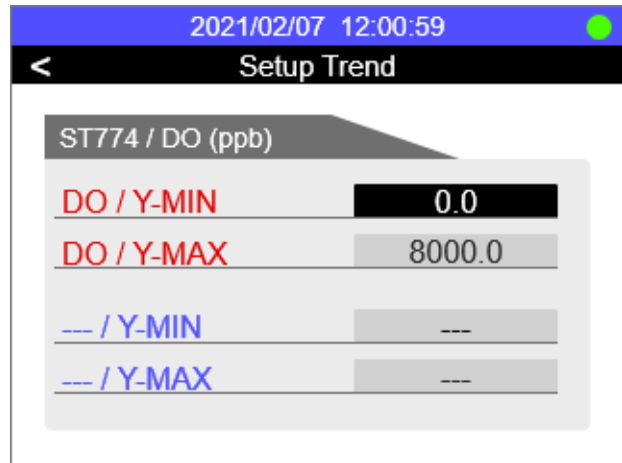 2021/02/07 12:00:59
< Setup Trend
ST774 / DO (ppb)
DO / Y-MIN 0.0
DO / Y-MAX 8000.0
--- / Y-MIN ---
--- / Y-MAX ---